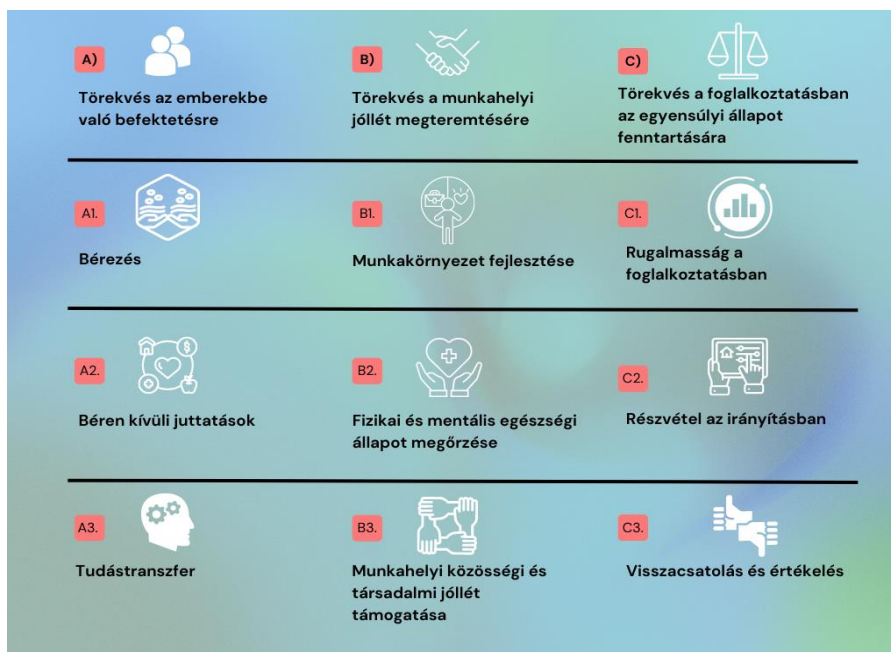 A)
Törekvés az emberekbe
való befektetésre
B)
Törekvés a munkahelyi
jóllét megteremtésére
C)
Törekvés a foglalkoztatásban
az egyensúlyi állapot
fenntartására
A1.
Bérezés
B1.
Munkakörnyezet fejlesztése
C1.
Rugalmasság a
foglalkoztatásban
A2.
Béren kívüli juttatások
B2.
Fizikai és mentális egészségi
állapot megőrzése
C2.
Részvétel az irányításban
A3.
Tudástranszfer
B3.
Munkahelyi közösségi és
társadalmi jóllét
támogatása
C3.
Visszacsatolás és értékelés